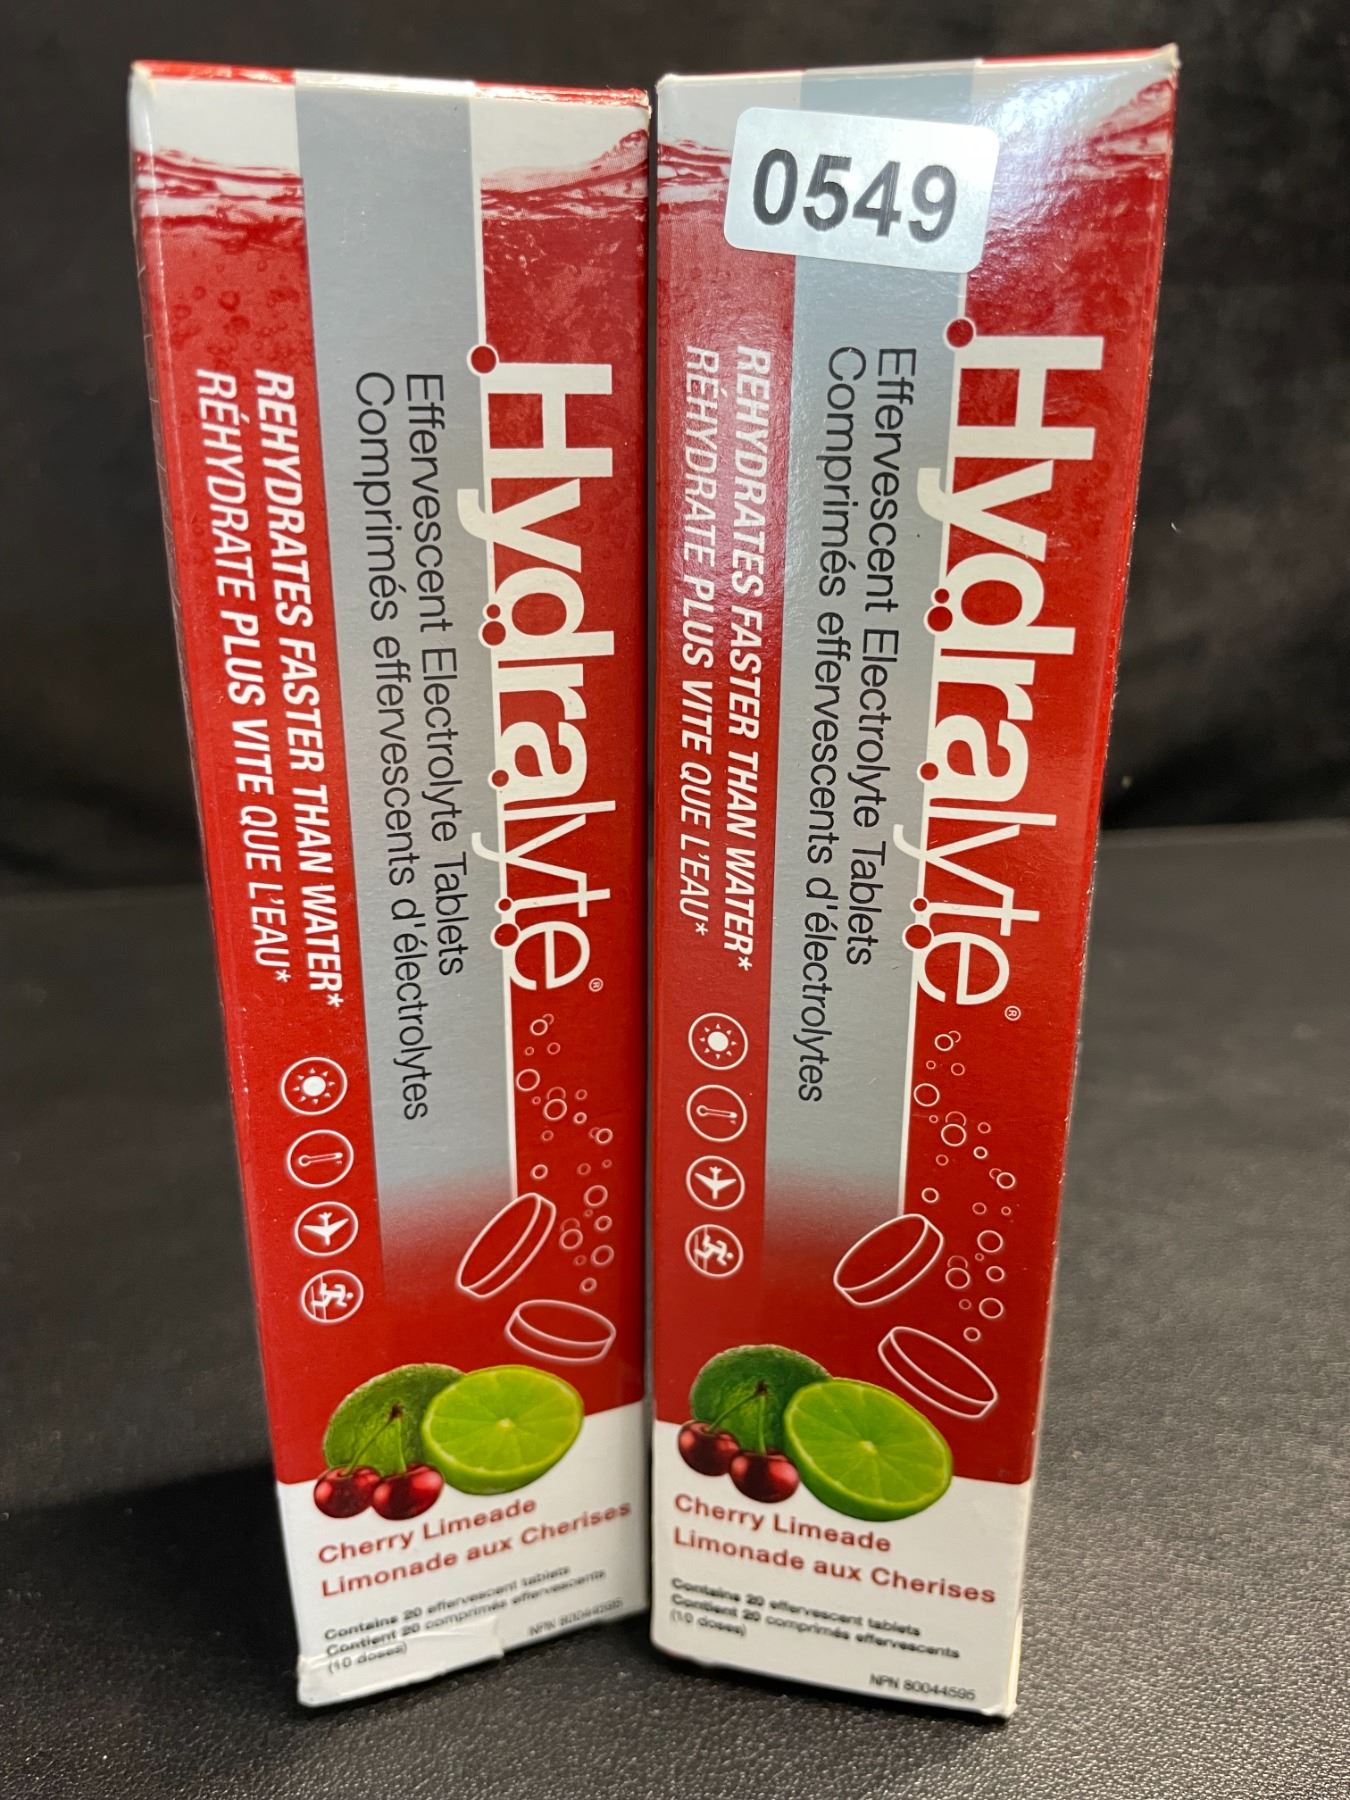 Hydralyte®
Effervescent Electrolyte Tablets
Comprimés effervescents d'électrolytes
REHYDRATES FASTER THAN WATER*
RÉHYDRATE PLUS VITE QUE L'EAU*
Cherry Limeade
Limonade aux Cherises
Contains 20 effervescent tablets
Contient 20 comprimés effervescents
(10 doses)
NPN 80044595
0549
Hydralyte®
Effervescent Electrolyte Tablets
Comprimés effervescents d'électrolytes
REHYDRATES FASTER THAN WATER*
RÉHYDRATE PLUS VITE QUE L'EAU*
Cherry Limeade
Limonade aux Cherises
Contains 20 effervescent tablets
Contient 20 comprimés effervescents
(10 doses)
NPN 80044595